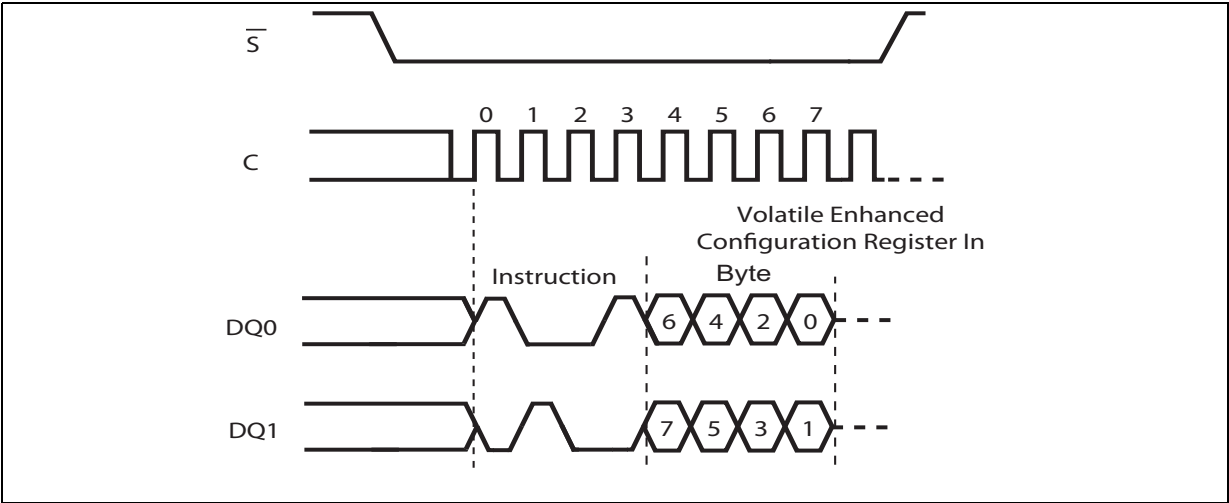 S
C
0 1 2 3 4 5 6 7
Volatile Enhanced
Configuration Register In
Byte
Instruction
DQ0
6 4 2 0
DQ1
7 5 3 1